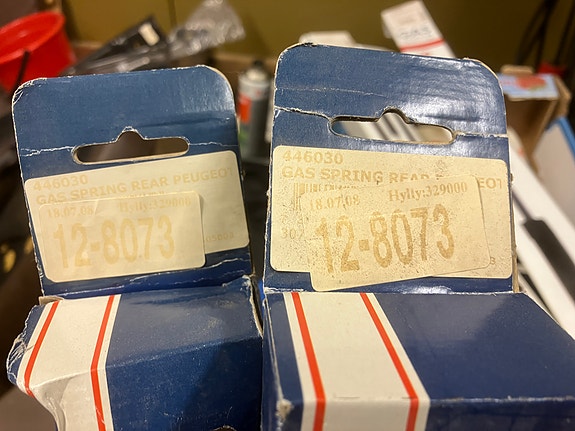 446030
GAS SPRING REAR PEUGEOT
18.07.08 Hylly:329000
12-8073
446030
GAS SPRING REAR PEUGEOT
18.07.08 Hylly:329000
12-8073